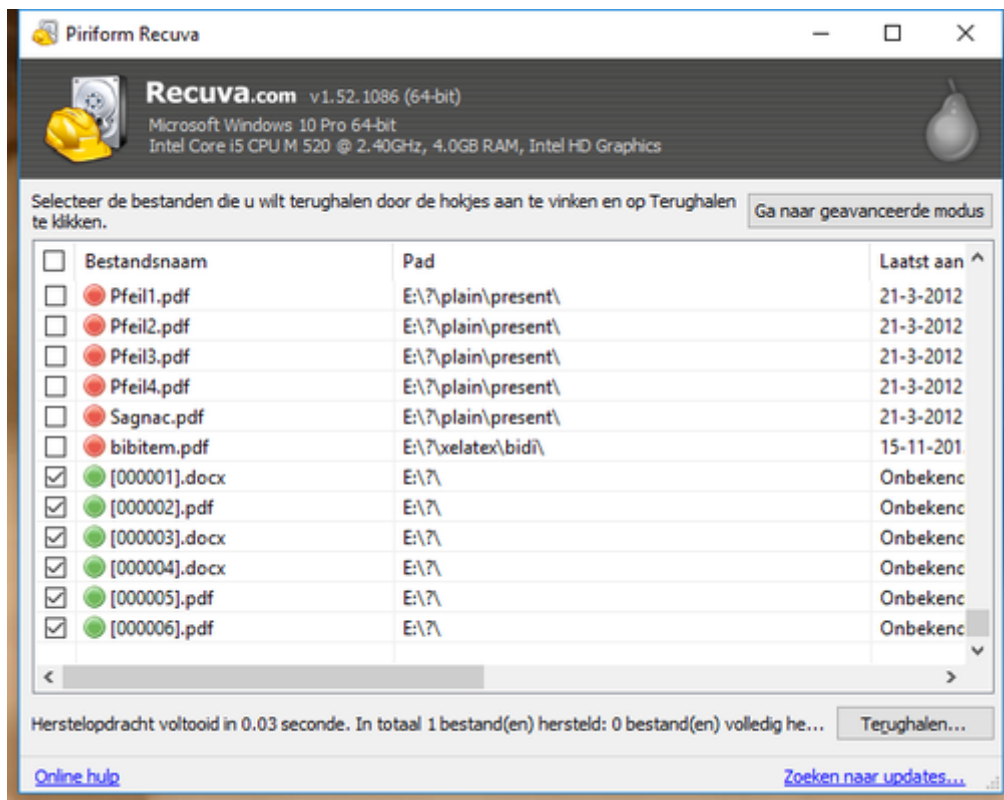 Piriform Recuva
Recuva.com v1.52.1086 (64-bit)
Microsoft Windows 10 Pro 64-bit
Intel Core i5 CPU M 520 @ 2.40GHz, 4.0GB RAM, Intel HD Graphics
Selecteer de bestanden die u wilt terughalen door de hokjes aan te vinken en op Terughalen
te klikken.
Ga naar geavanceerde modus
Bestandsnaam Pad Laatst aan
Pfeil1.pdf E:\?\plain\present\ 21-3-2012
Pfeil2.pdf E:\?\plain\present\ 21-3-2012
Pfeil3.pdf E:\?\plain\present\ 21-3-2012
Pfeil4.pdf E:\?\plain\present\ 21-3-2012
Sagnac.pdf E:\?\plain\present\ 21-3-2012
bibitem.pdf E:\?\xelatex\bidi\ 15-11-201
[000001].docx E:\?\ Onbekend
[000002].pdf E:\?\ Onbekend
[000003].docx E:\?\ Onbekend
[000004].docx E:\?\ Onbekend
[000005].pdf E:\?\ Onbekend
[000006].pdf E:\?\ Onbekend
Herstelopdracht voltooid in 0.03 seconde. In totaal 1 bestand(en) hersteld: 0 bestand(en) volledig he... Terughalen...
Online hulp Zoeken naar updates...